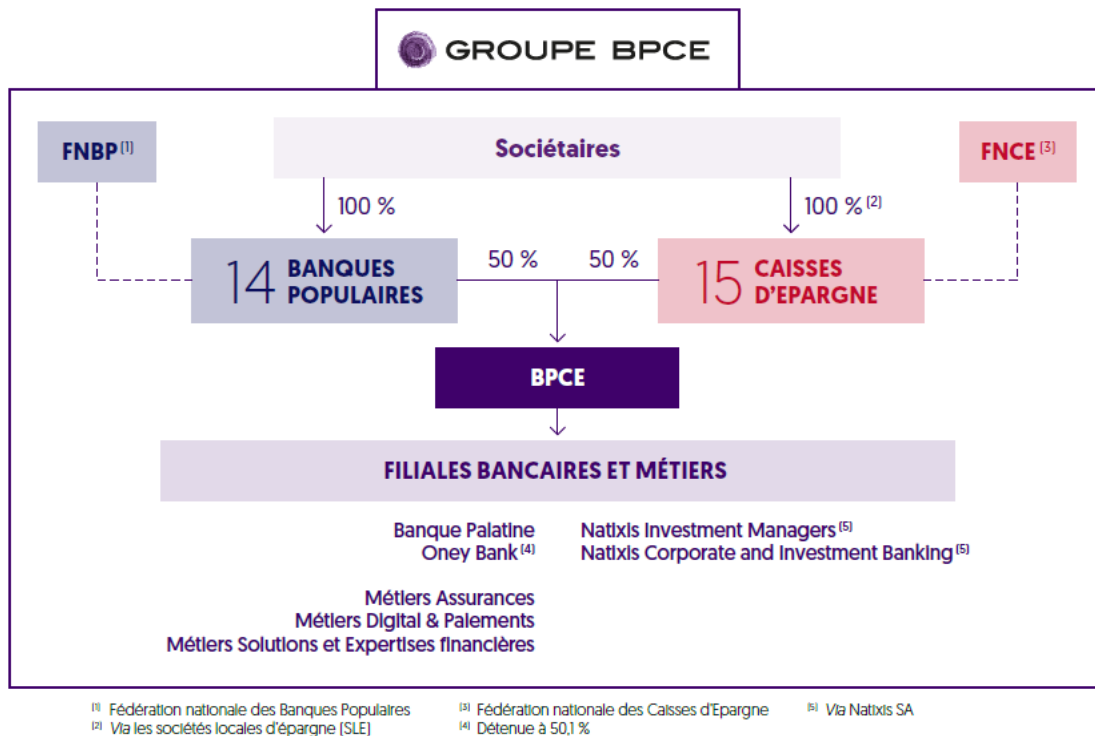 GROUPE BPCE
FNBP (1)
Sociétaires
FNCE (3)
100 %
100 % (2)
14 BANQUES POPULAIRES
50 %
50 %
15 CAISSES D'EPARGNE
BPCE
FILIALES BANCAIRES ET MÉTIERS
Banque Palatine
Oney Bank (4)
Natixis Investment Managers (5)
Natixis Corporate and Investment Banking (5)
Métiers Assurances
Métiers Digital & Paiements
Métiers Solutions et Expertises financières
(1) Fédération nationale des Banques Populaires
(2) Via les sociétés locales d'épargne (SLE)
(3) Fédération nationale des Caisses d'Epargne
(4) Détenue à 50,1 %
(5) Via Natixis SA